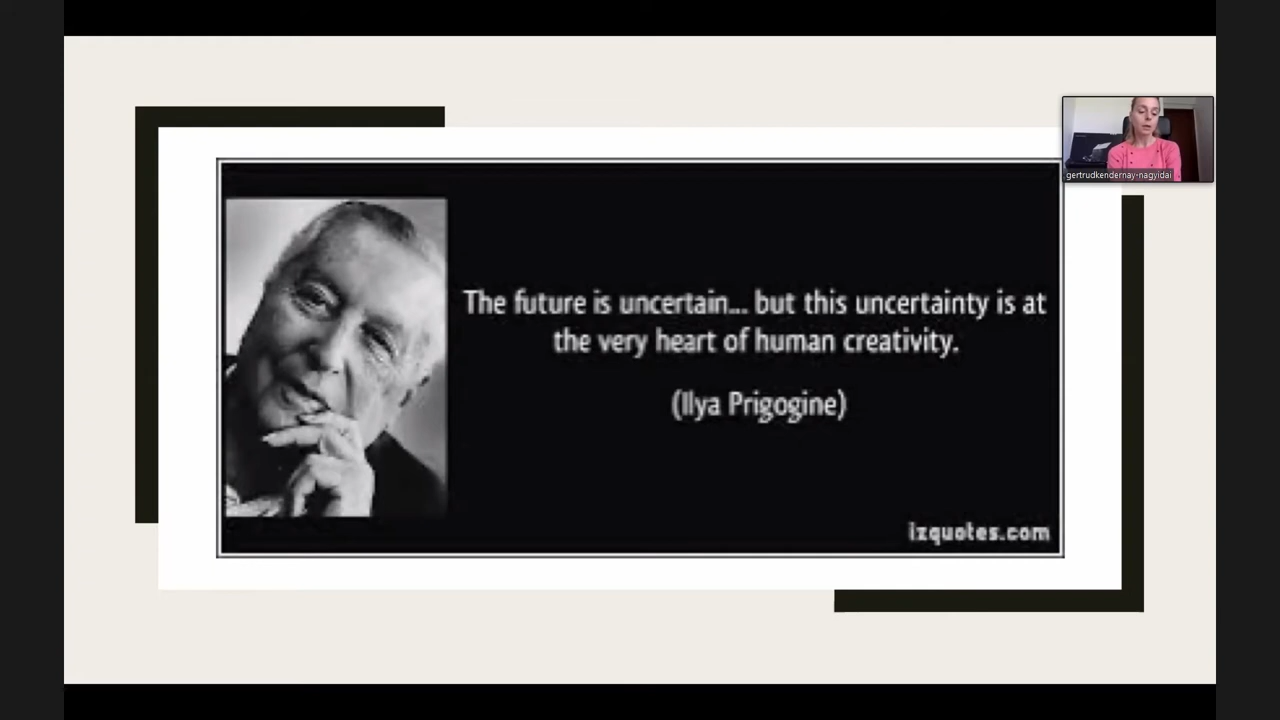 The future is uncertain... but this uncertainty is at
the very heart of human creativity.
(Ilya Prigogine)
izquotes.com
gertrudkendernay-nagyidai